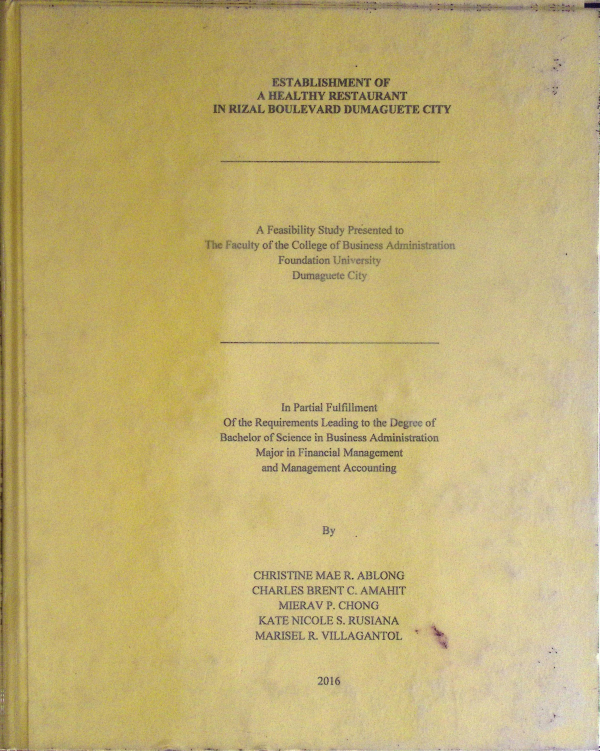 ESTABLISHMENT OF
A HEALTHY RESTAURANT
IN RIZAL BOULEVARD DUMAGUETE CITY
A Feasibility Study Presented to
The Faculty of the College of Business Administration
Foundation University
Dumaguete City
In Partial Fulfillment
Of the Requirements Leading to the Degree of
Bachelor of Science in Business Administration
Major in Financial Management
and Management Accounting
By
CHRISTINE MAE R. ABLONG
CHARLES BRENT C. AMAHIT
MIERAV P. CHONG
KATE NICOLE S. RUSIANA
MARISEL R. VILLAGANTOL
2016